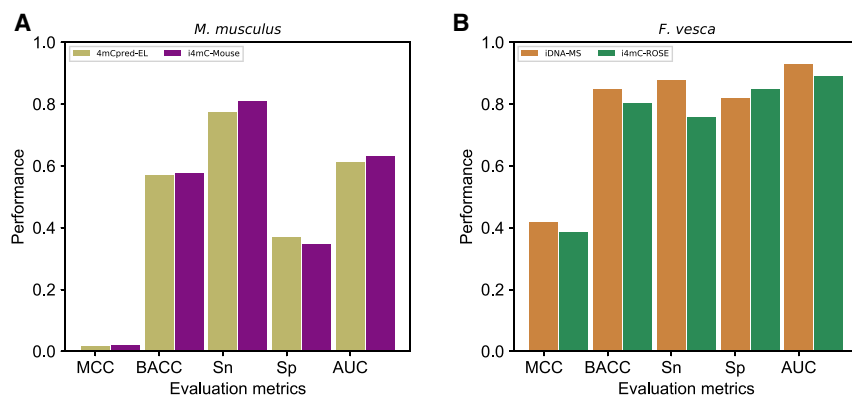 A
M. musculus
4mCpred-EL
i4mC-Mouse
Performance
1.0
0.8
0.6
0.4
0.2
0.0
MCC BACC Sn Sp AUC
Evaluation metrics
B
F. vesca
iDNA-MS
i4mC-ROSE
Performance
1.0
0.8
0.6
0.4
0.2
0.0
MCC BACC Sn Sp AUC
Evaluation metrics